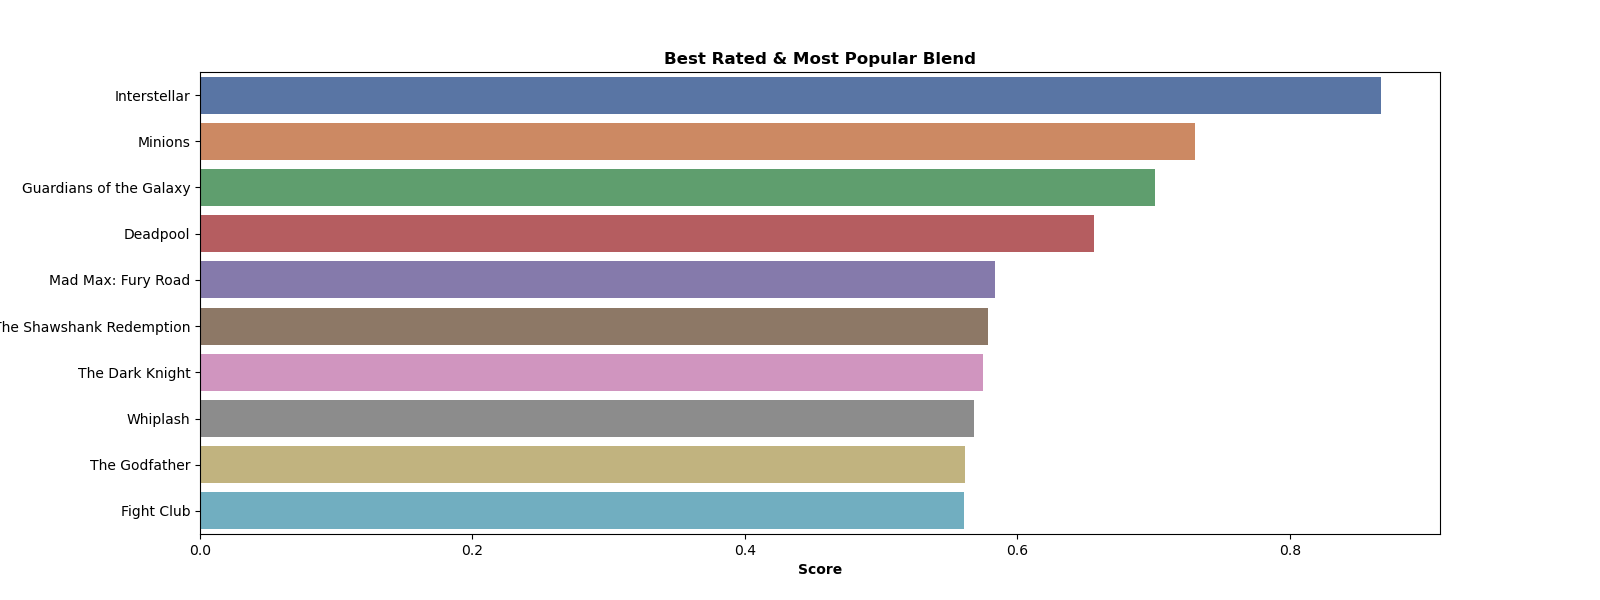 Best Rated & Most Popular Blend
Interstellar
Minions
Guardians of the Galaxy
Deadpool
Mad Max: Fury Road
The Shawshank Redemption
The Dark Knight
Whiplash
The Godfather
Fight Club
0.0 0.2 0.4 0.6 0.8
Score